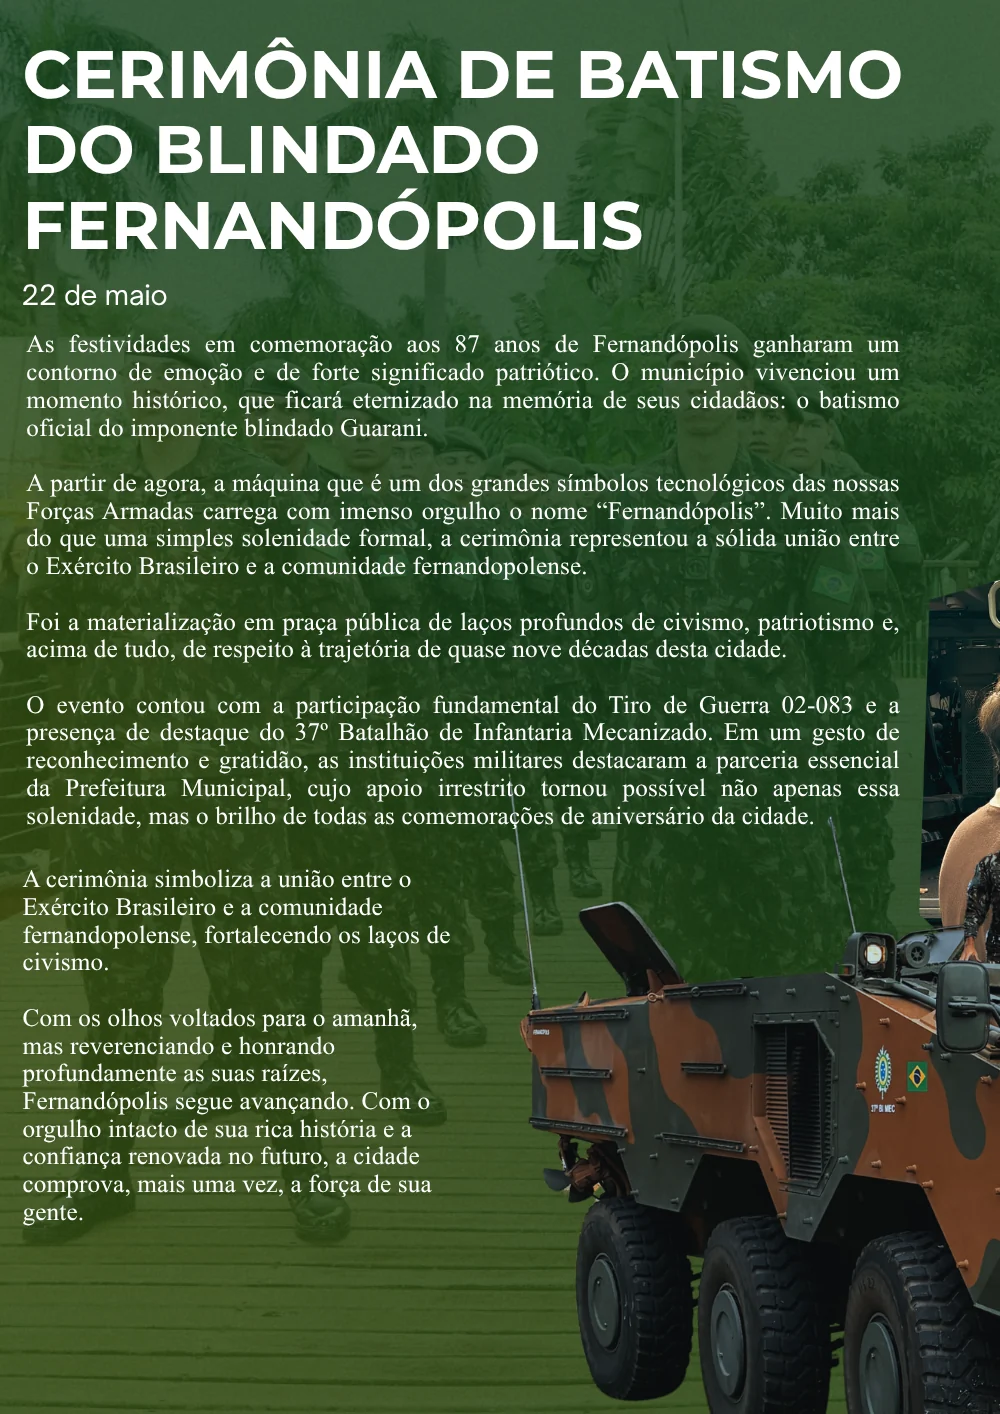 CERIMÔNIA DE BATISMO
DO BLINDADO
FERNANDÓPOLIS
22 de maio
As festividades em comemoração aos 87 anos de Fernandópolis ganharam um
contorno de emoção e de forte significado patriótico. O município vivenciou um
momento histórico, que ficará eternizado na memória de seus cidadãos: o batismo
oficial do imponente blindado Guarani.
A partir de agora, a máquina que é um dos grandes símbolos tecnológicos das nossas
Forças Armadas carrega com imenso orgulho o nome “Fernandópolis”. Muito mais
do que uma simples solenidade formal, a cerimônia representou a sólida união entre
o Exército Brasileiro e a comunidade fernandopolense.
Foi a materialização em praça pública de laços profundos de civismo, patriotismo e,
acima de tudo, de respeito à trajetória de quase nove décadas desta cidade.
O evento contou com a participação fundamental do Tiro de Guerra 02-083 e a
presença de destaque do 37º Batalhão de Infantaria Mecanizado. Em um gesto de
reconhecimento e gratidão, as instituições militares destacaram a parceria essencial
da Prefeitura Municipal, cujo apoio irrestrito tornou possível não apenas essa
solenidade, mas o brilho de todas as comemorações de aniversário da cidade.
A cerimônia simboliza a união entre o
Exército Brasileiro e a comunidade
fernandopolense, fortalecendo os laços de
civismo.
Com os olhos voltados para o amanhã,
mas reverenciando e honrando
profundamente as suas raízes,
Fernandópolis segue avançando. Com o
orgulho intacto de sua rica história e a
confiança renovada no futuro, a cidade
comprova, mais uma vez, a força de sua
gente.
FERNANDÓPOLIS
37º BI MEC